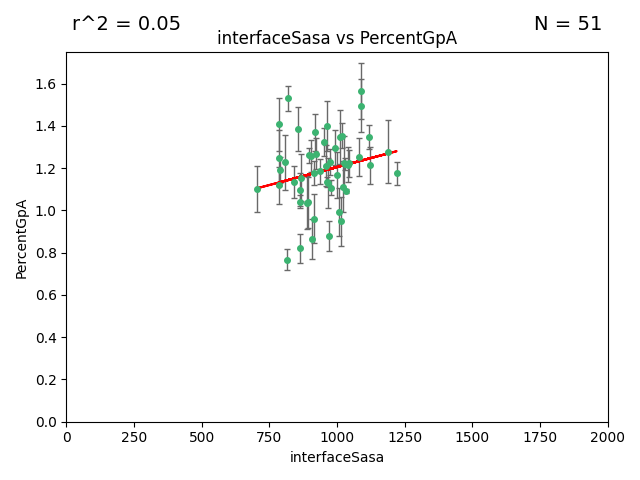 r^2 = 0.05
N = 51
interfaceSasa vs PercentGpA
PercentGpA
1.6
1.4
1.2
1.0
0.8
0.6
0.4
0.2
0.0
0 250 500 750 1000 1250 1500 1750 2000
interfaceSasa